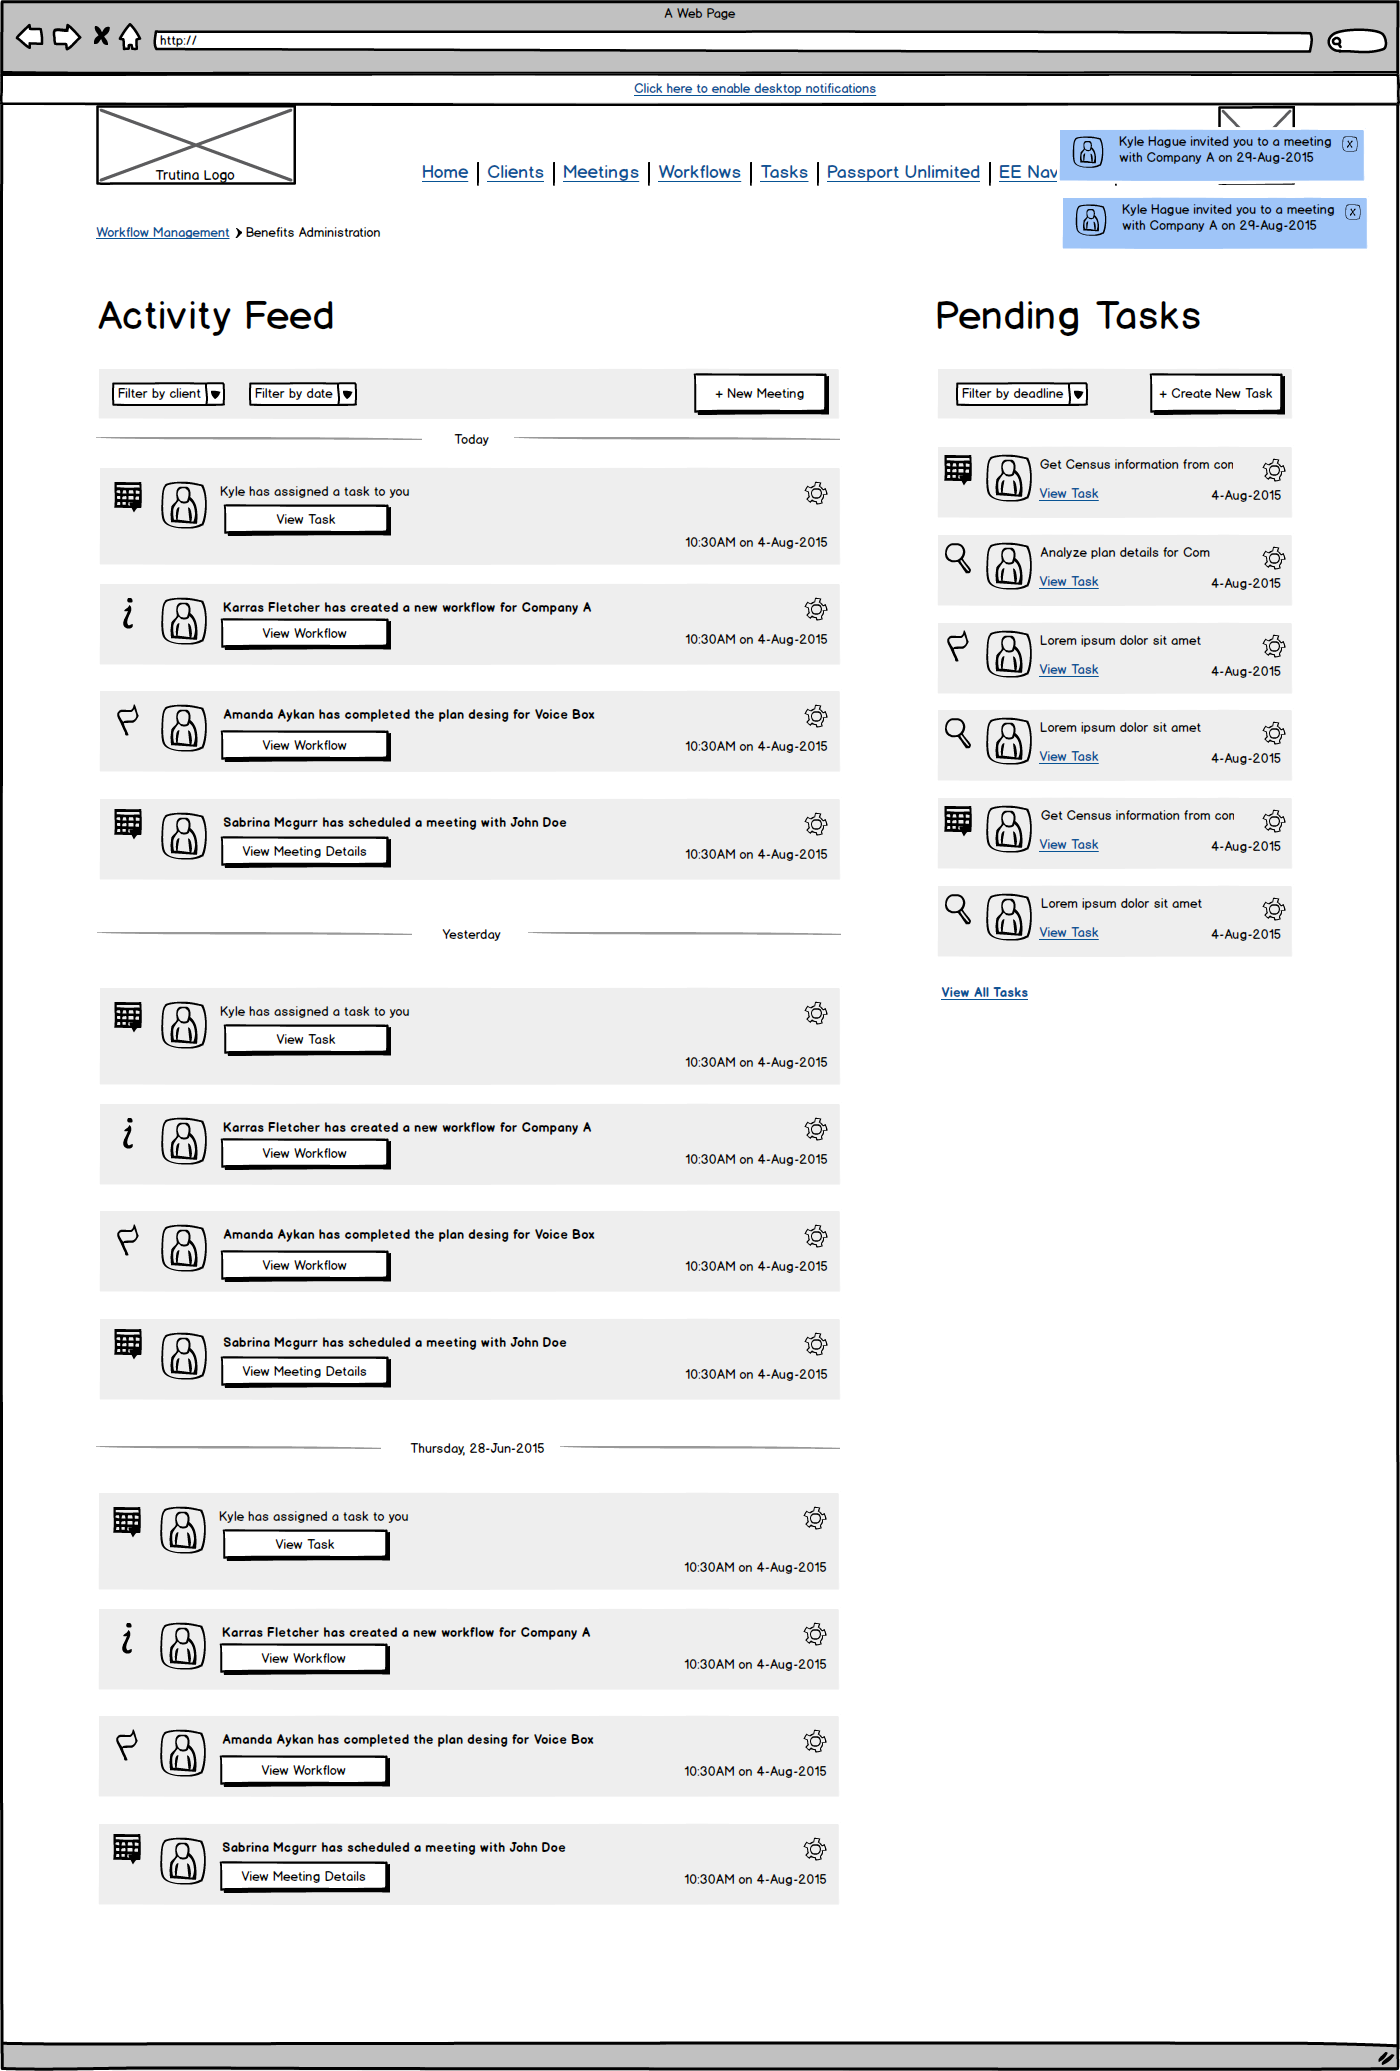 A Web Page
http://
Click here to enable desktop notifications
Trutina Logo
Home
Clients
Meetings
Workflows
Tasks
Passport Unlimited
EE Nav
Kyle Hague invited you to a meeting
with Company A on 29-Aug-2015
X
Kyle Hague invited you to a meeting
with Company A on 29-Aug-2015
X
Workflow Management
Benefits Administration
Activity Feed
Filter by client
Filter by date
+ New Meeting
Today
Kyle has assigned a task to you
View Task
10:30AM on 4-Aug-2015
Karras Fletcher has created a new workflow for Company A
View Workflow
10:30AM on 4-Aug-2015
Amanda Aykan has completed the plan desing for Voice Box
View Workflow
10:30AM on 4-Aug-2015
Sabrina Mcgurr has scheduled a meeting with John Doe
View Meeting Details
10:30AM on 4-Aug-2015
Yesterday
Kyle has assigned a task to you
View Task
10:30AM on 4-Aug-2015
Karras Fletcher has created a new workflow for Company A
View Workflow
10:30AM on 4-Aug-2015
Amanda Aykan has completed the plan desing for Voice Box
View Workflow
10:30AM on 4-Aug-2015
Sabrina Mcgurr has scheduled a meeting with John Doe
View Meeting Details
10:30AM on 4-Aug-2015
Thursday, 28-Jun-2015
Kyle has assigned a task to you
View Task
10:30AM on 4-Aug-2015
Karras Fletcher has created a new workflow for Company A
View Workflow
10:30AM on 4-Aug-2015
Amanda Aykan has completed the plan desing for Voice Box
View Workflow
10:30AM on 4-Aug-2015
Sabrina Mcgurr has scheduled a meeting with John Doe
View Meeting Details
10:30AM on 4-Aug-2015
Pending Tasks
Filter by deadline
+ Create New Task
Get Census information from con
View Task
4-Aug-2015
Analyze plan details for Com
View Task
4-Aug-2015
Lorem ipsum dolor sit amet
View Task
4-Aug-2015
Lorem ipsum dolor sit amet
View Task
4-Aug-2015
Get Census information from con
View Task
4-Aug-2015
Lorem ipsum dolor sit amet
View Task
4-Aug-2015
View All Tasks